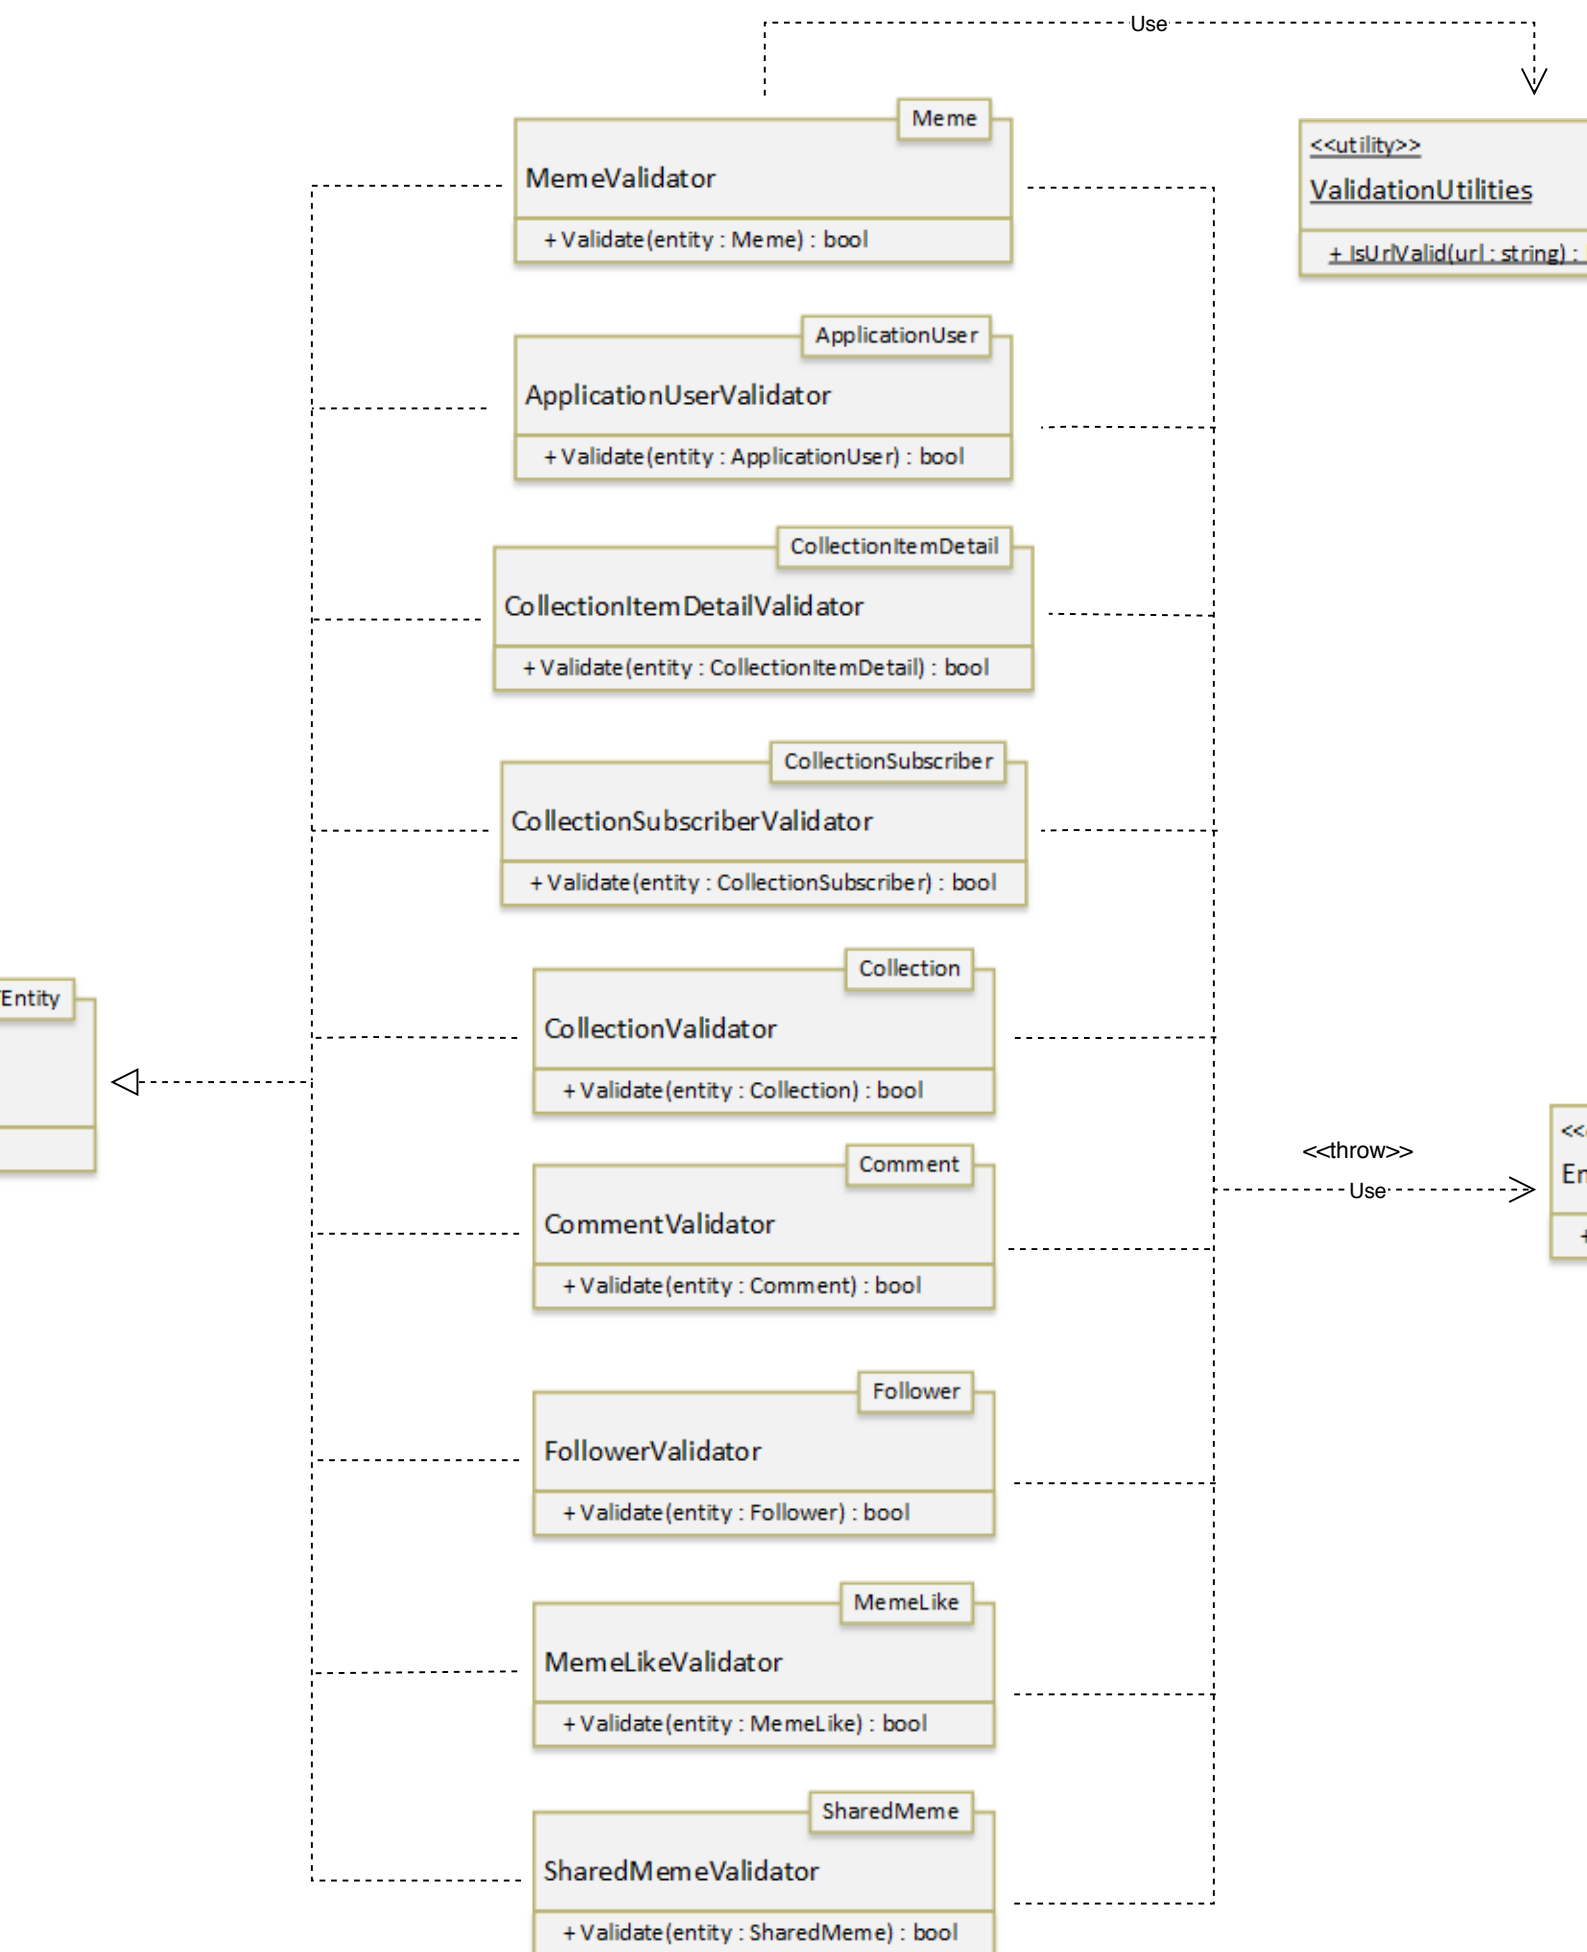 Use
Meme
MemeValidator
+ Validate(entity : Meme) : bool
<<utility>>
ValidationUtilities
+ IsUrlValid(url : string) :
ApplicationUser
ApplicationUserValidator
+ Validate(entity : ApplicationUser) : bool
CollectionItemDetail
CollectionItemDetailValidator
+ Validate(entity : CollectionItemDetail) : bool
CollectionSubscriber
CollectionSubscriberValidator
+ Validate(entity : CollectionSubscriber) : bool
Entity
Collection
CollectionValidator
+ Validate(entity : Collection) : bool
Comment
CommentValidator
+ Validate(entity : Comment) : bool
<<throw>>
Use
<<
En
+
Follower
FollowerValidator
+ Validate(entity : Follower) : bool
MemeLike
MemeLikeValidator
+ Validate(entity : MemeLike) : bool
SharedMeme
SharedMemeValidator
+ Validate(entity : SharedMeme) : bool